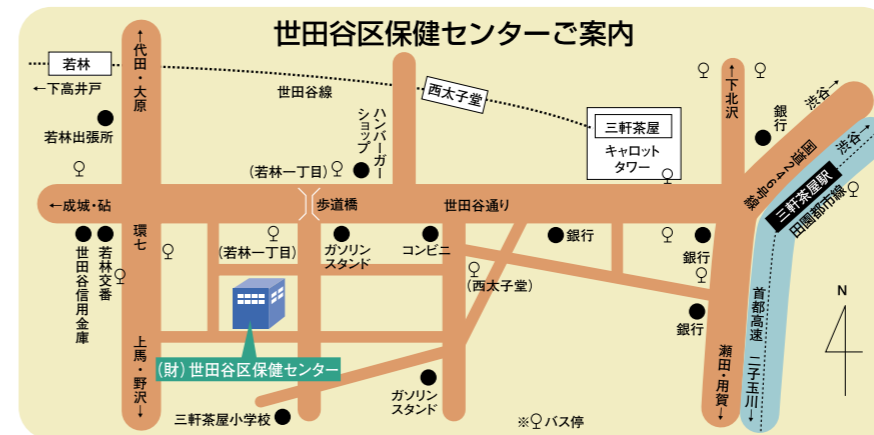 世田谷区保健センターご案内
若林
←下高井戸
←代田・大原
世田谷線
西太子堂
三軒茶屋
キャロット
タワー
←下北沢
銀行
渋谷→
渋谷→
国道246号線
三軒茶屋駅
田園都市線
若林出張所
ハンバーガー
ショップ
(若林一丁目)
←成城・砧
歩道橋
世田谷通り
環七
世田谷信用金庫
若林交番
(若林一丁目)
ガソリン
スタンド
コンビニ
銀行
銀行
(西太子堂)
銀行
首都高速
二子玉川→
瀬田・用賀→
上馬・野沢→
(財)世田谷区保健センター
三軒茶屋小学校
ガソリン
スタンド
※バス停
N